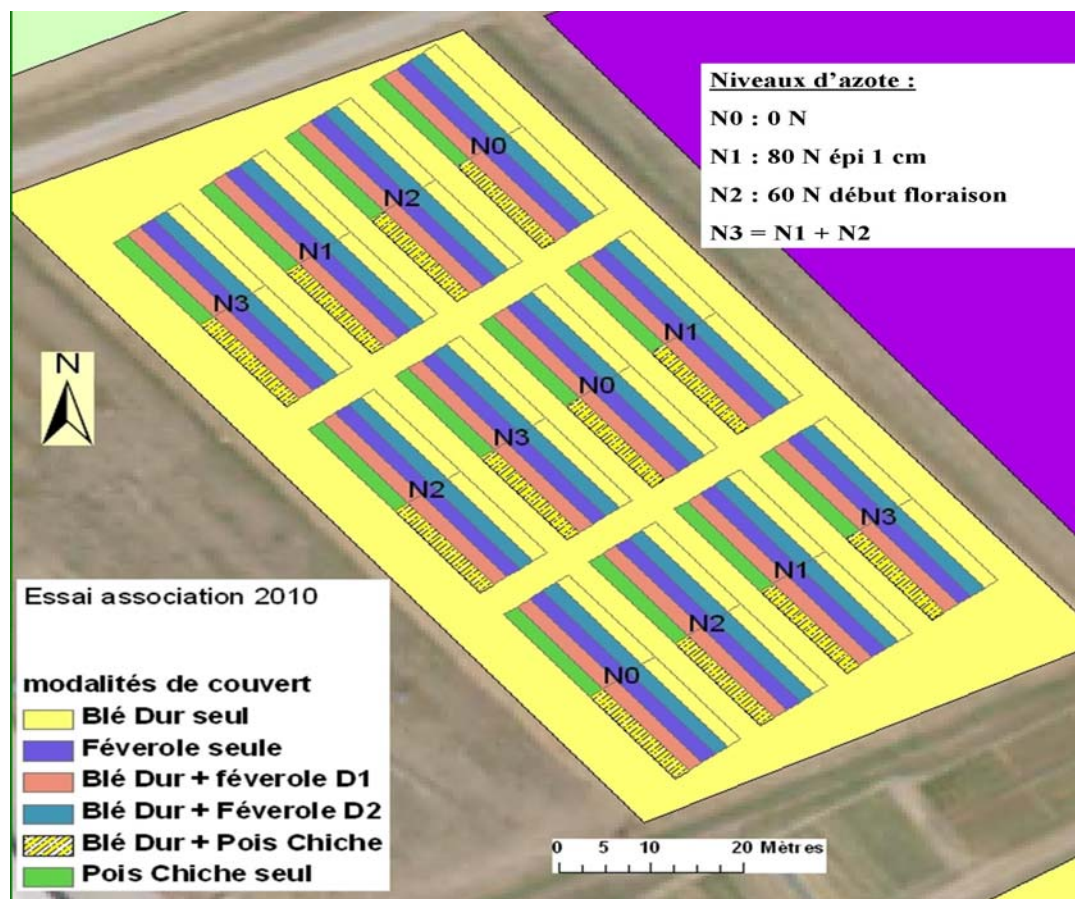 Niveaux d'azote :
N0 : 0 N
N1 : 80 N épi 1 cm
N2 : 60 N début floraison
N3 = N1 + N2
N0
N2
N1
N3
N1
N0
N3
N2
N3
N1
N2
N0
N
Essai association 2010
modalités de couvert
Blé Dur seul
Féverole seule
Blé Dur + féverole D1
Blé Dur + Féverole D2
Blé Dur + Pois Chiche
Pois Chiche seul
0 5 10 20 Mètres